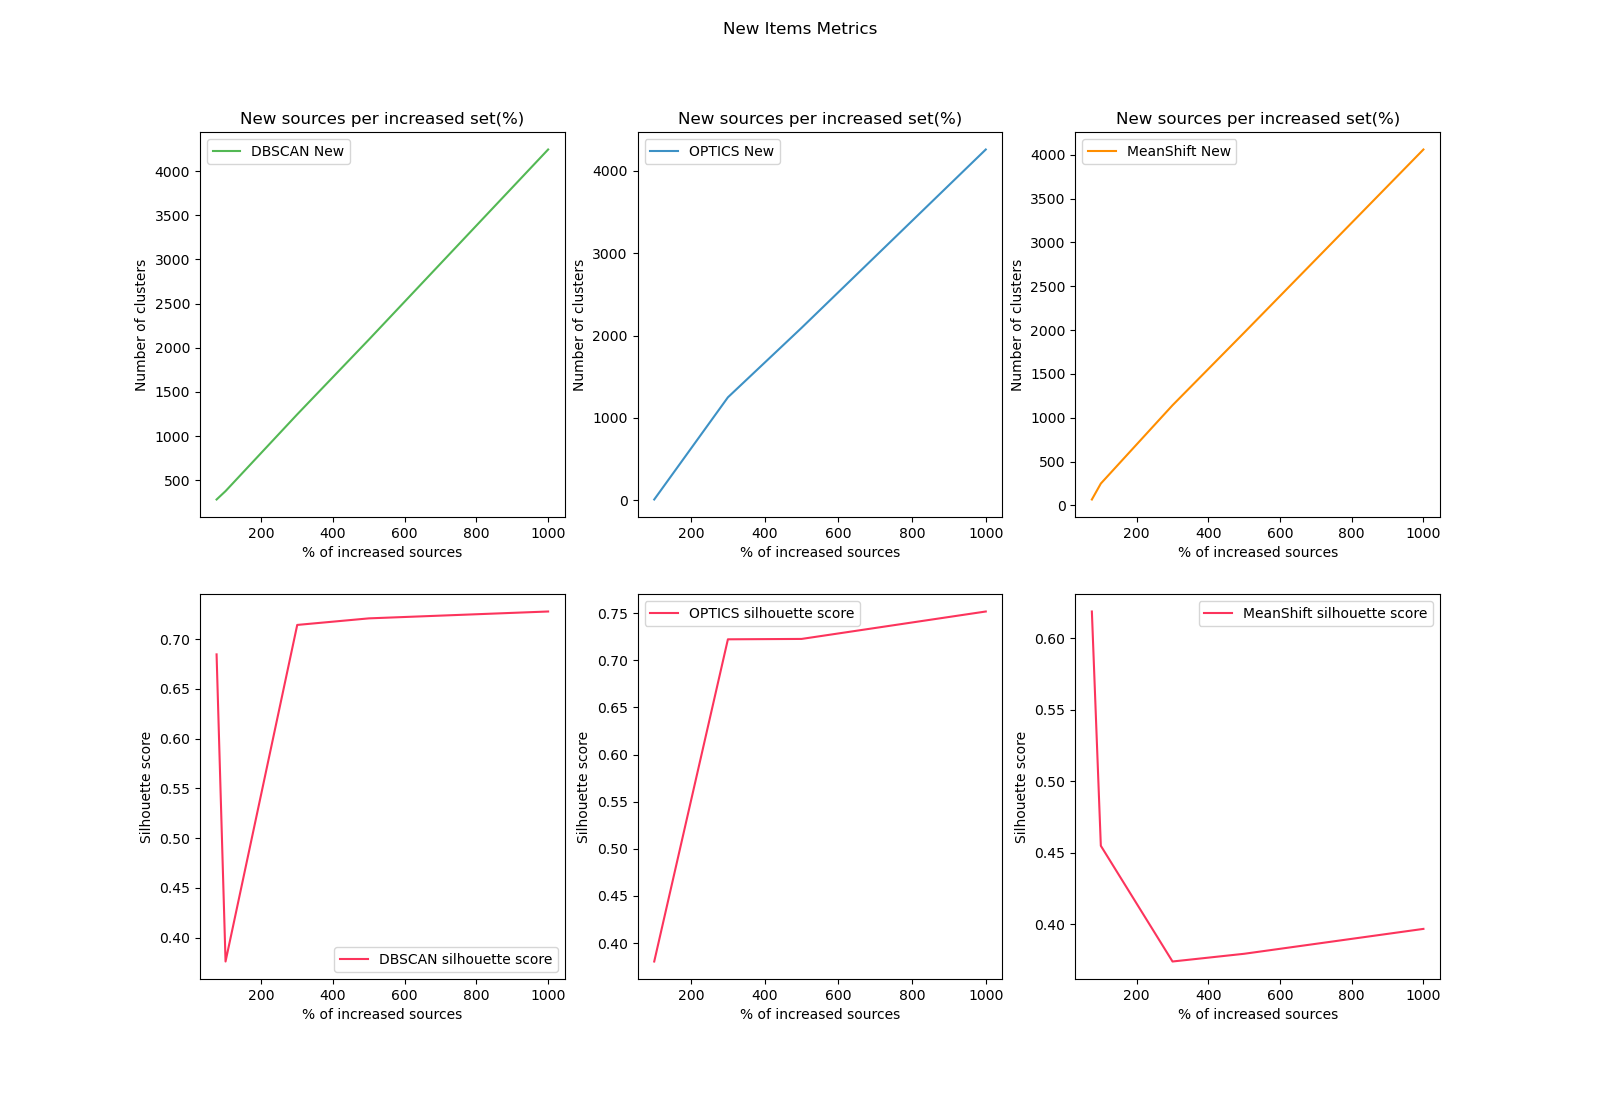 New Items Metrics
New sources per increased set(%)
DBSCAN New
Number of clusters
4000
3500
3000
2500
2000
1500
1000
500
200 400 600 800 1000
% of increased sources
New sources per increased set(%)
OPTICS New
Number of clusters
4000
3000
2000
1000
0
200 400 600 800 1000
% of increased sources
New sources per increased set(%)
MeanShift New
Number of clusters
4000
3500
3000
2500
2000
1500
1000
500
0
200 400 600 800 1000
% of increased sources
Silhouette score
0.70
0.65
0.60
0.55
0.50
0.45
0.40
DBSCAN silhouette score
200 400 600 800 1000
% of increased sources
OPTICS silhouette score
Silhouette score
0.75
0.70
0.65
0.60
0.55
0.50
0.45
0.40
200 400 600 800 1000
% of increased sources
MeanShift silhouette score
Silhouette score
0.60
0.55
0.50
0.45
0.40
200 400 600 800 1000
% of increased sources